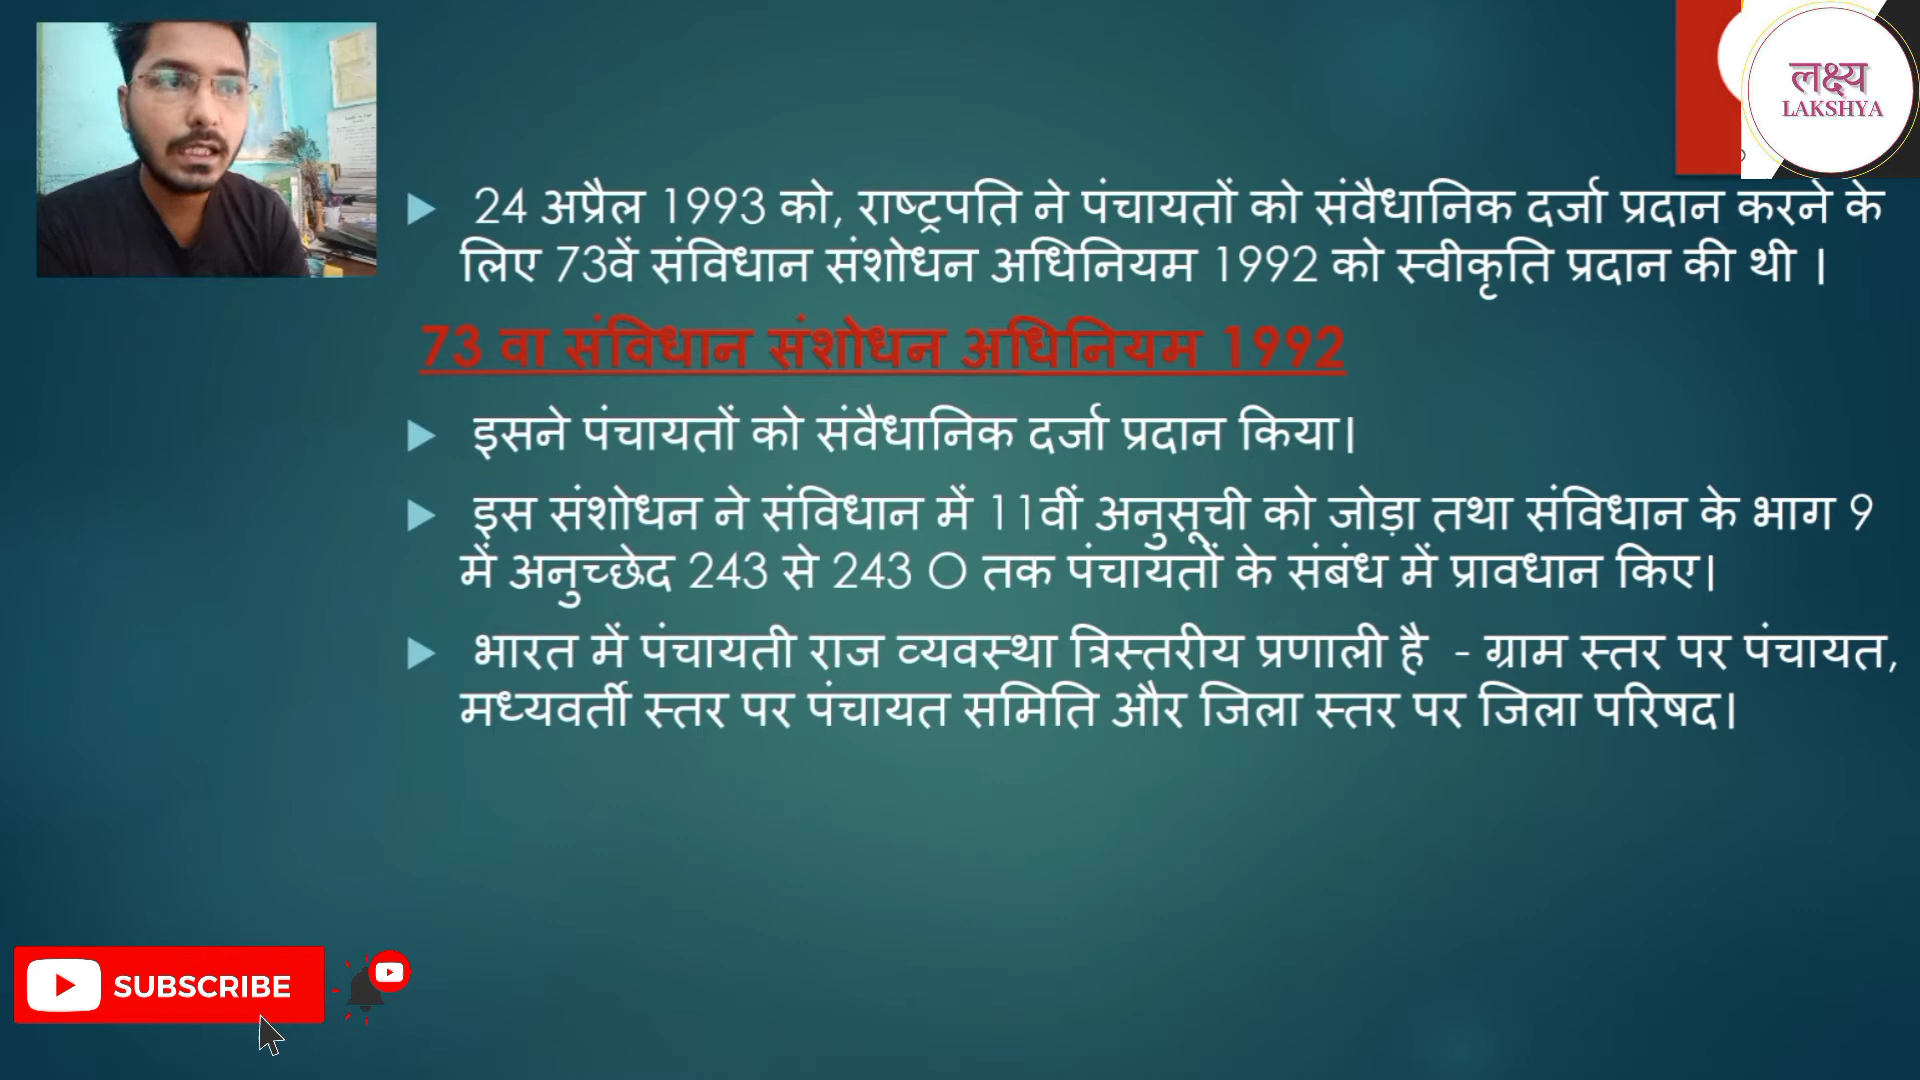 लक्ष्य
LAKSHYA
24 अप्रैल 1993 को, राष्ट्रपति ने पंचायतों को संवैधानिक दर्जा प्रदान करने के
लिए 73वें संविधान संशोधन अधिनियम 1992 को स्वीकृति प्रदान की थी ।
73 वा संविधान संशोधन अधिनियम 1992
इसने पंचायतों को संवैधानिक दर्जा प्रदान किया।
इस संशोधन ने संविधान में 11वीं अनुसूची को जोड़ा तथा संविधान के भाग 9
में अनुच्छेद 243 से 243 O तक पंचायतों के संबंध में प्रावधान किए।
भारत में पंचायती राज व्यवस्था त्रिस्तरीय प्रणाली है - ग्राम स्तर पर पंचायत,
मध्यवर्ती स्तर पर पंचायत समिति और जिला स्तर पर जिला परिषद।
SUBSCRIBE